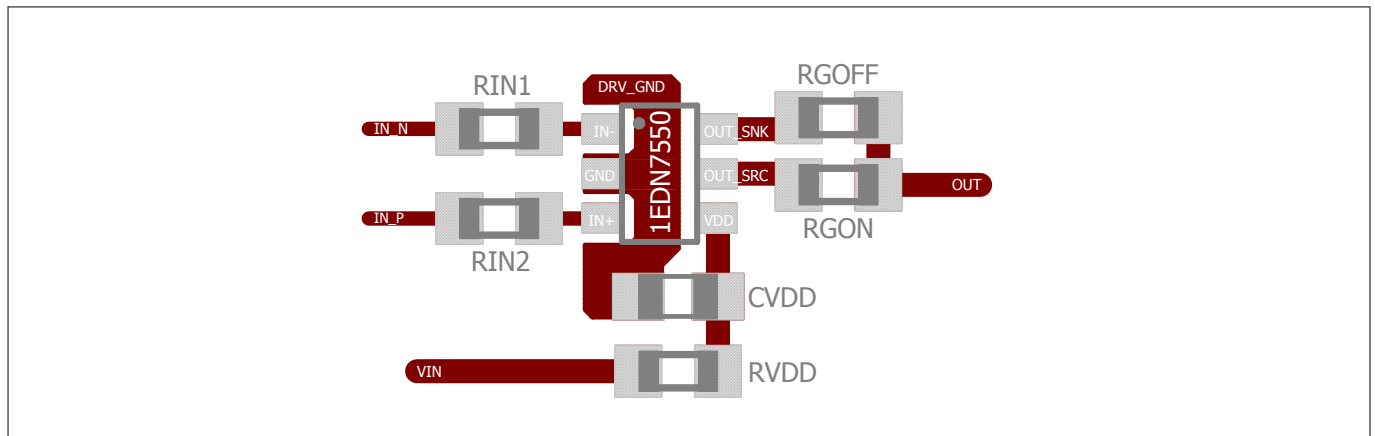 DRV_GND
RGOFF
RIN1
IN_N
IN-
1EDN7550
OUT_SNK
GND
OUT_SRC
OUT
IN_P
IN+
VDD
RGON
RIN2
CVDD
VIN
RVDD